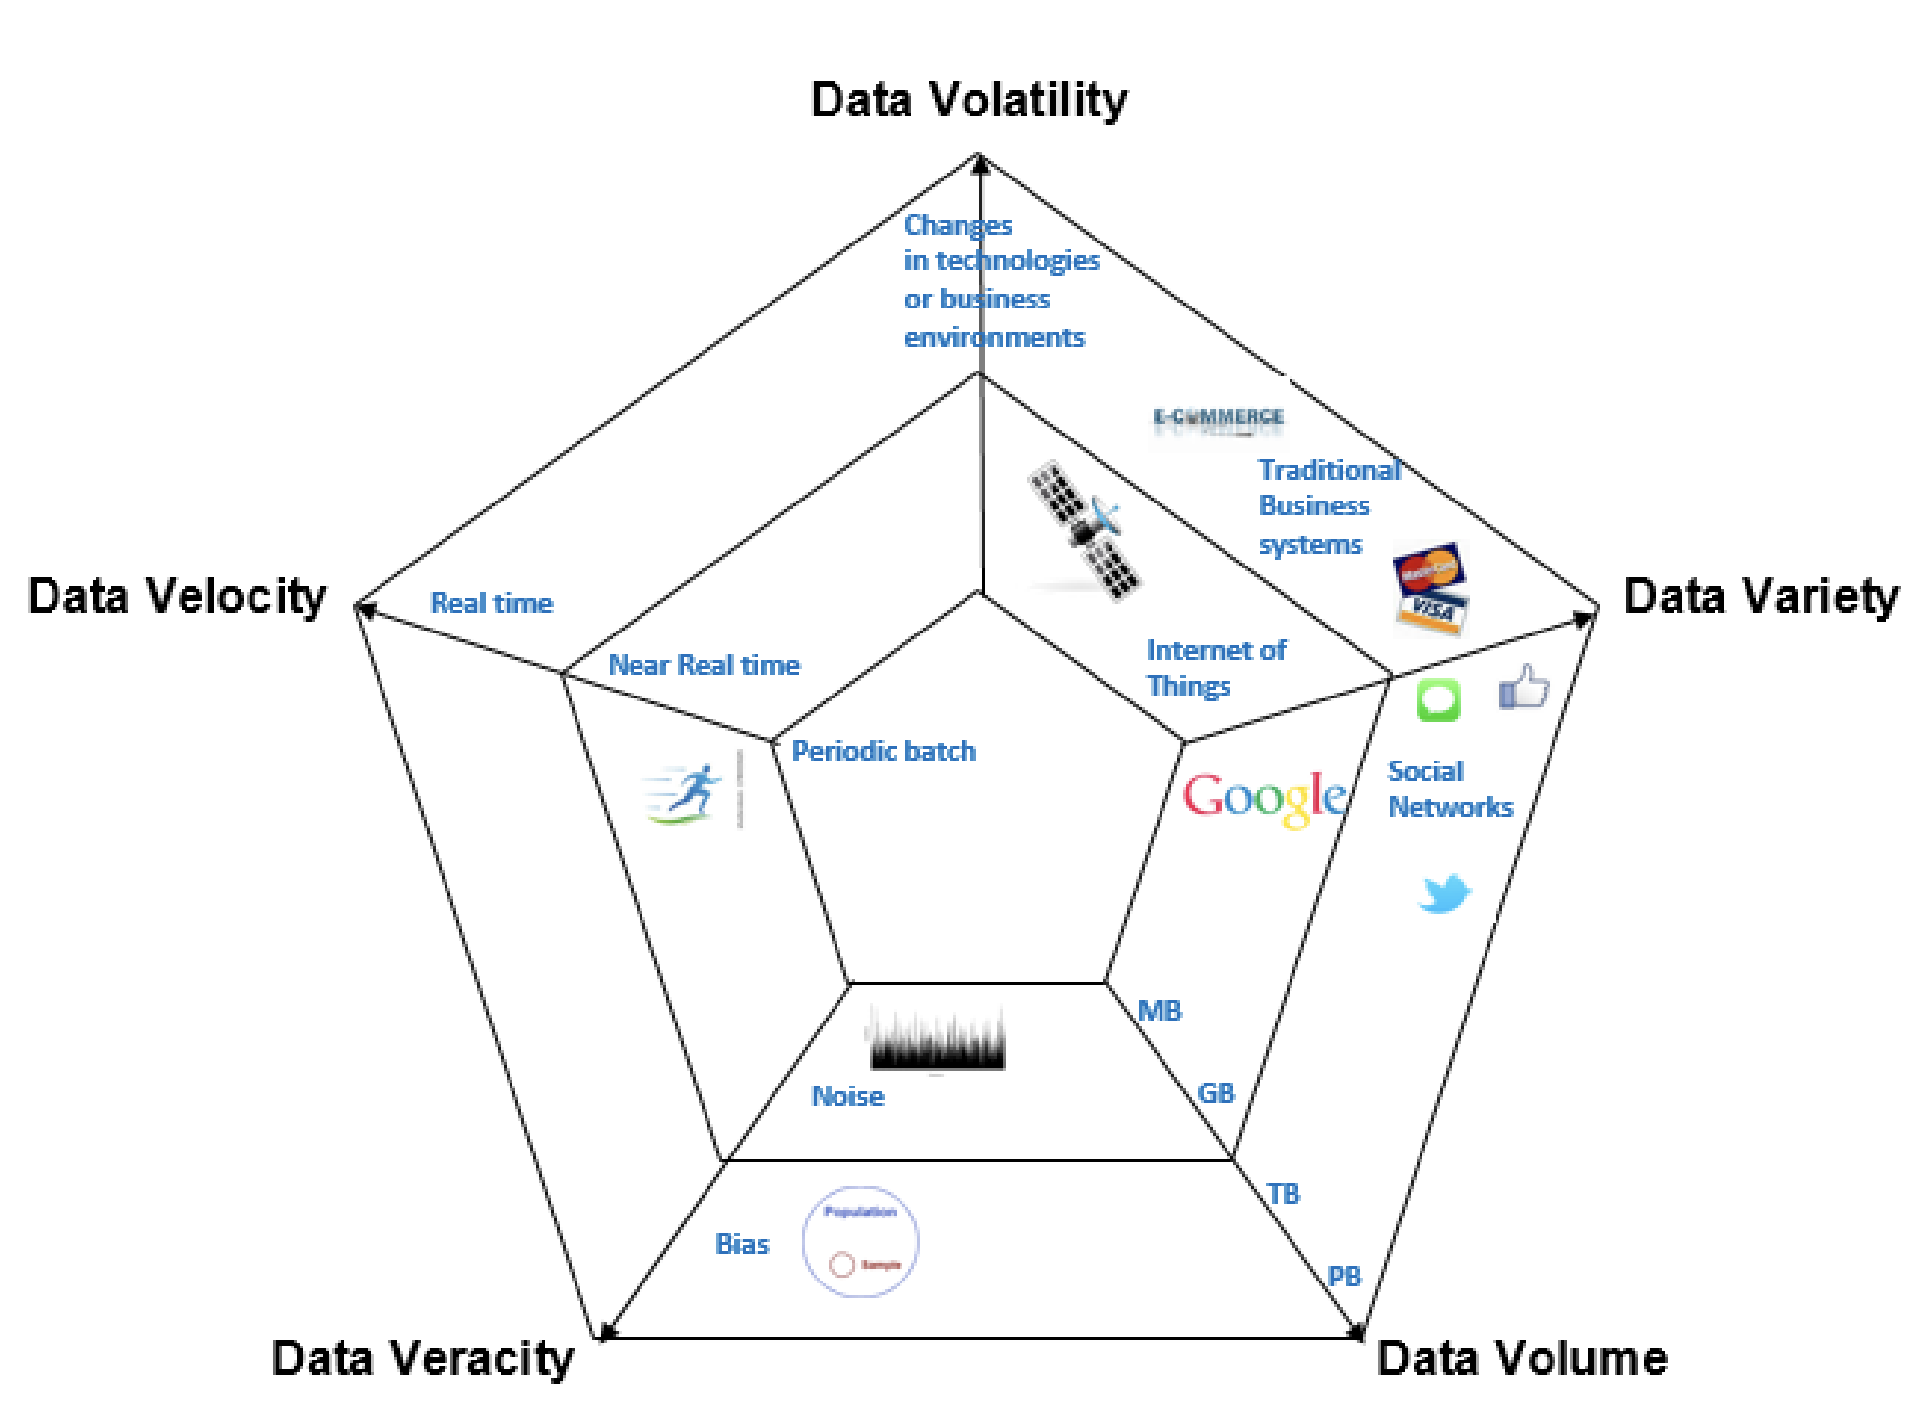 Data Volatility
Changes
in technologies
or business
environments
E-COMMERCE
Traditional
Business
systems
MasterCard
VISA
Data Velocity
Real time
Data Variety
Near Real time
Internet of
Things
Periodic batch
Google
Social
Networks
MB
Noise
GB
TB
Population
Bias
Sample
PB
Data Veracity
Data Volume